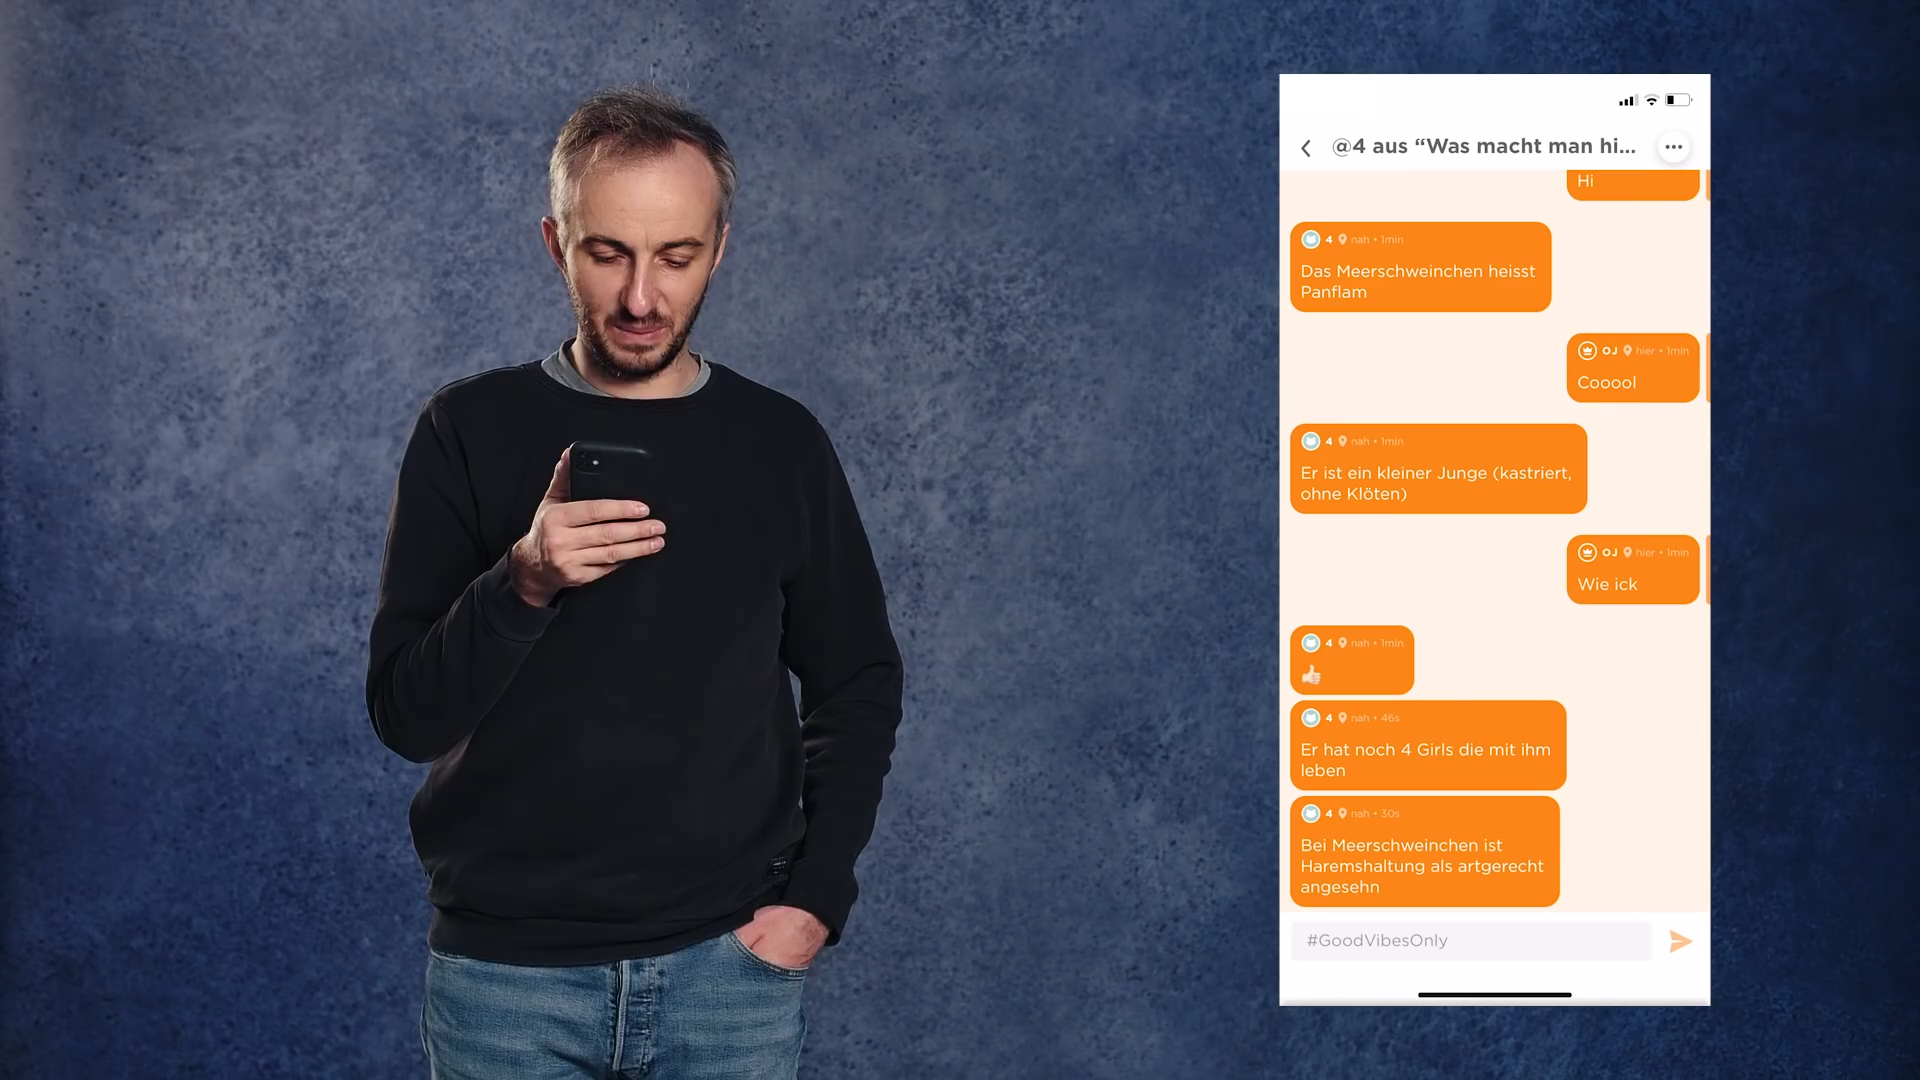 @4 aus “Was macht man hi...
Hi
4 nah • 1min
Das Meerschweinchen heisst
Panflam
OJ hier • 1min
Cooool
4 nah • 1min
Er ist ein kleiner Junge (kastriert,
ohne Klöten)
OJ hier • 1min
Wie ick
4 nah • 1min
4 nah • 46s
Er hat noch 4 Girls die mit ihm
leben
4 nah • 30s
Bei Meerschweinchen ist
Haremshaltung als artgerecht
angesehn
#GoodVibesOnly